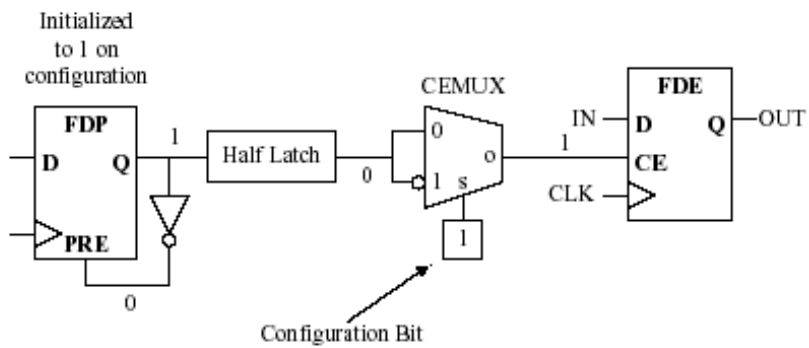 Initialized
to 1 on
configuration
FDP
D
Q
PRE
1
0
Half Latch
0
CEMUX
0
1
s
o
1
1
FDE
IN
D
Q
OUT
CE
CLK
Configuration Bit